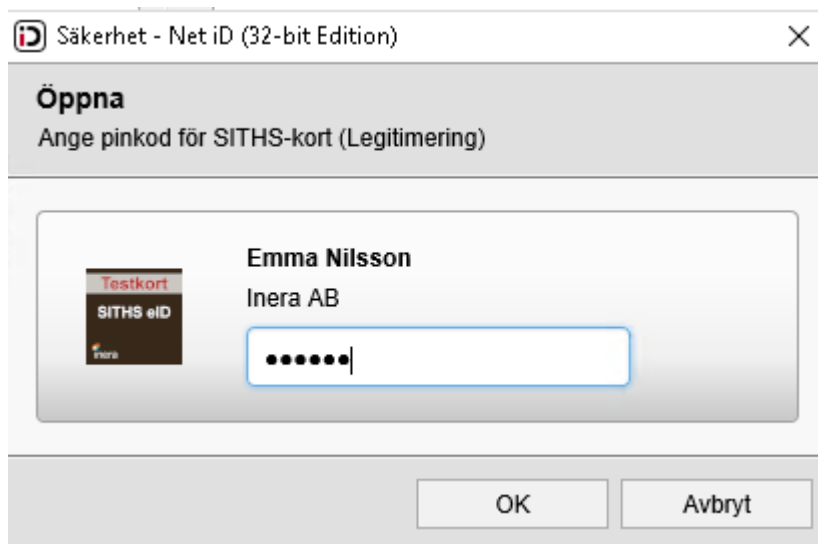 Säkerhet - Net iD (32-bit Edition)
Öppna
Ange pinkod för SITHS-kort (Legitimering)
Testkort
SITHS eID
inera
Emma Nilsson
Inera AB
••••••
OK
Avbryt